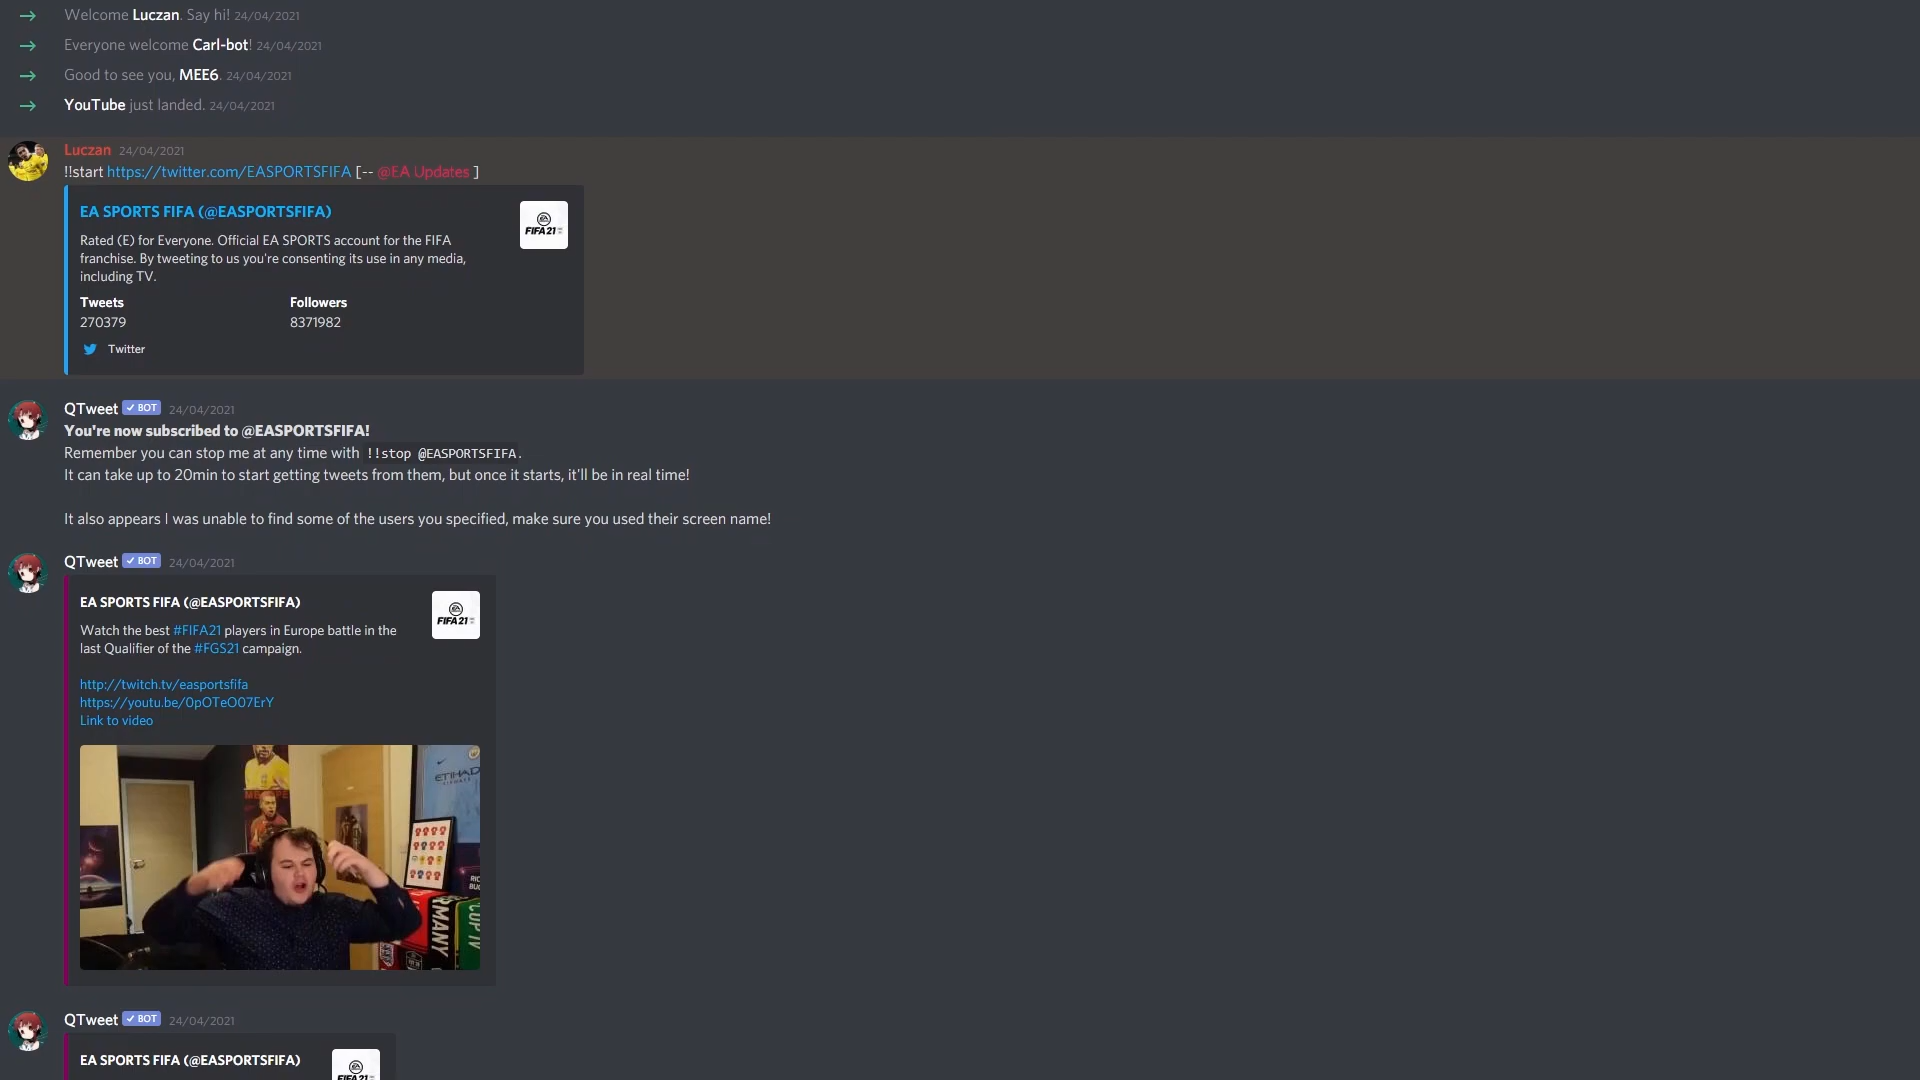 Welcome Luczan. Say hi! 24/04/2021
Everyone welcome Carl-bot! 24/04/2021
Good to see you, MEE6. 24/04/2021
YouTube just landed. 24/04/2021
Luczan 24/04/2021
!!start https://twitter.com/EASPORTSFIFA [-- @EA Updates ]
EA SPORTS FIFA (@EASPORTSFIFA)
FIFA 21
Rated (E) for Everyone. Official EA SPORTS account for the FIFA
franchise. By tweeting to us you're consenting its use in any media,
including TV.
Tweets Followers
270379 8371982
Twitter
QTweet BOT 24/04/2021
You're now subscribed to @EASPORTSFIFA!
Remember you can stop me at any time with !!stop @EASPORTSFIFA.
It can take up to 20min to start getting tweets from them, but once it starts, it'll be in real time!
It also appears I was unable to find some of the users you specified, make sure you used their screen name!
QTweet BOT 24/04/2021
EA SPORTS FIFA (@EASPORTSFIFA)
FIFA 21
Watch the best #FIFA21 players in Europe battle in the
last Qualifier of the #FGS21 campaign.
http://twitch.tv/easportsfifa
https://youtu.be/0pOTeO07ErY
Link to video
ETIHAD
MANY
CUP
QTweet BOT 24/04/2021
EA SPORTS FIFA (@EASPORTSFIFA)
FIFA 21